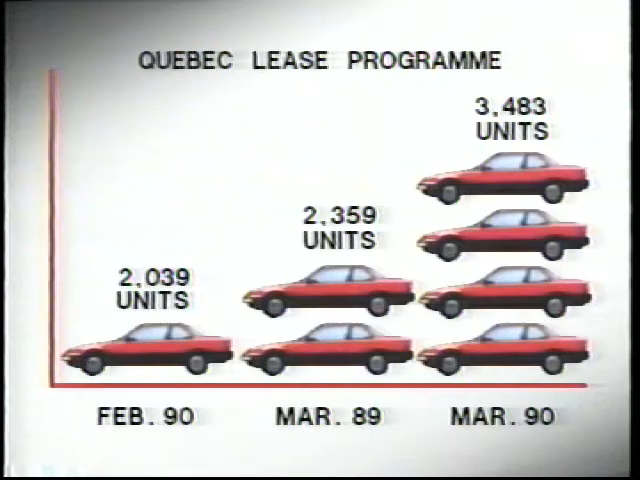 QUEBEC LEASE PROGRAMME
3,483
UNITS
2,359
UNITS
2,039
UNITS
FEB. 90
MAR. 89
MAR. 90